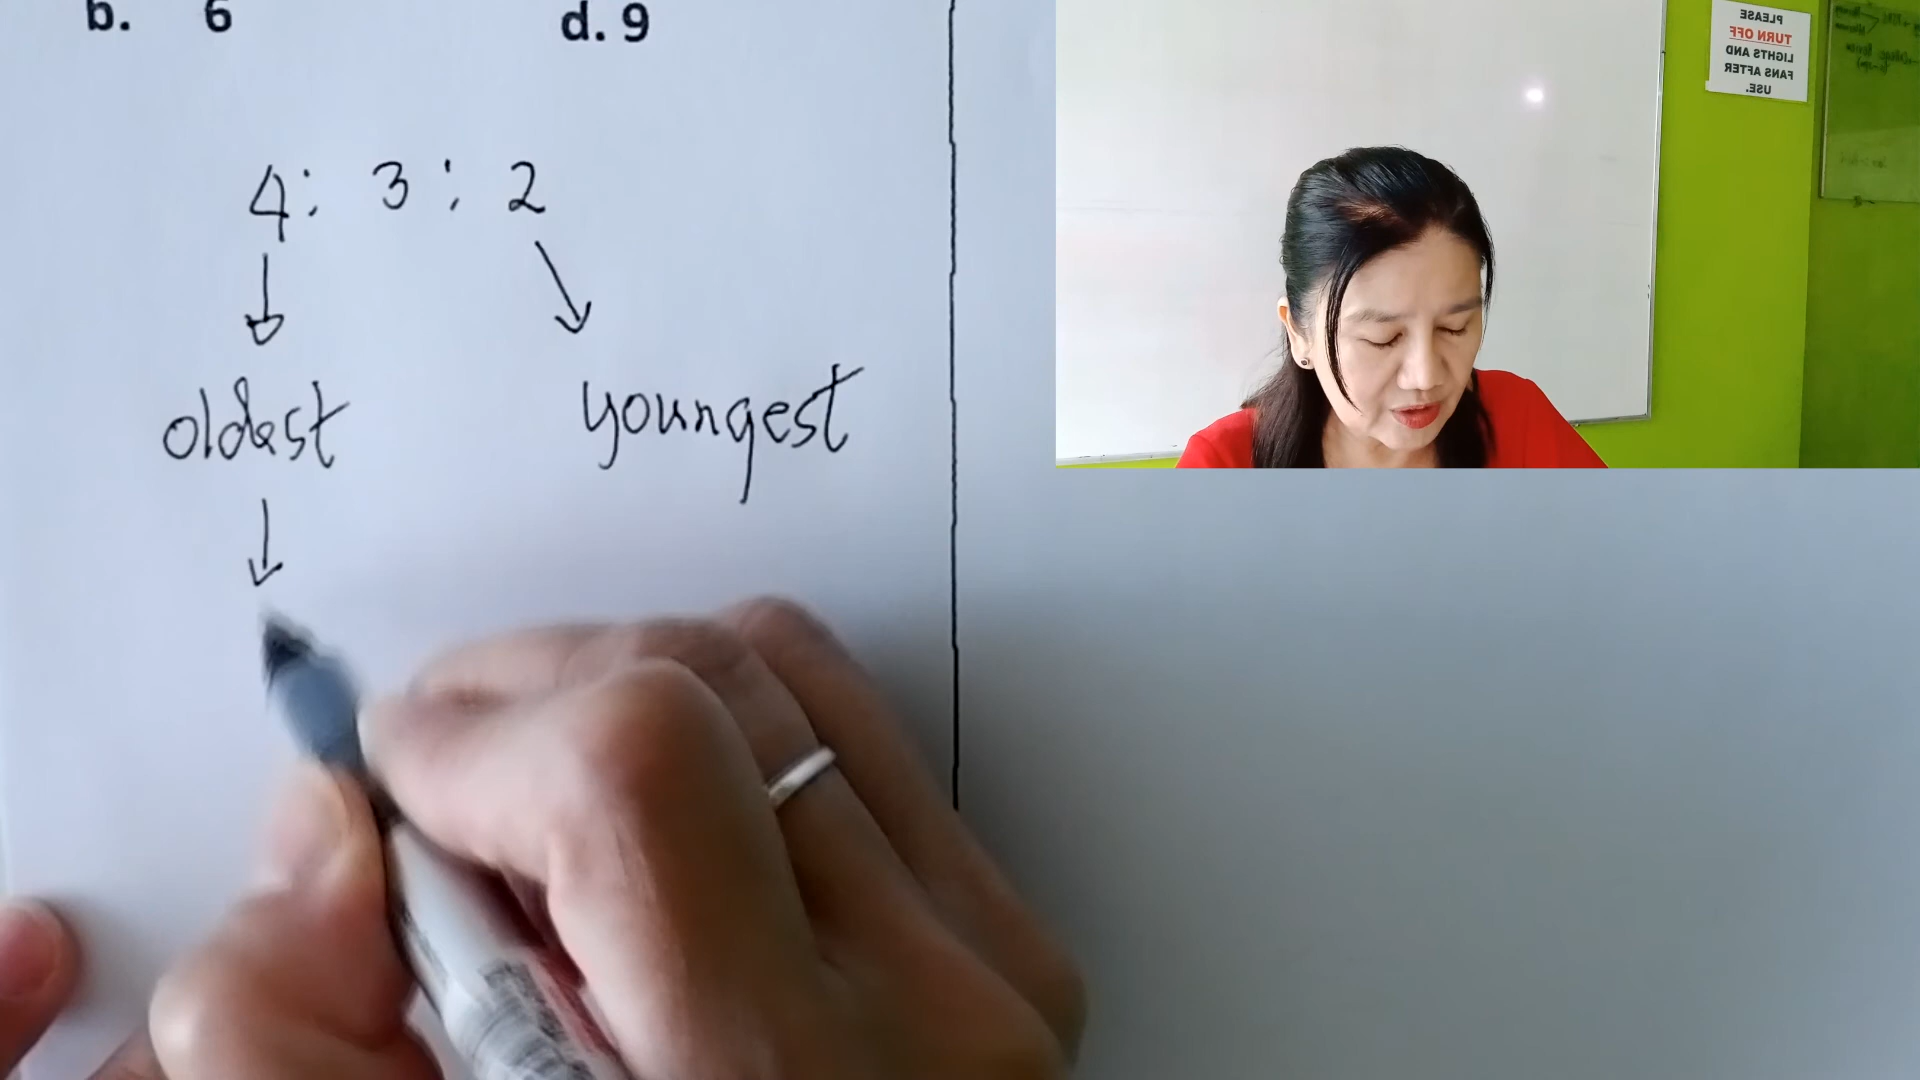 b. 6 d. 9
4 : 3 : 2
oldest youngest
PLEASE
TURN OFF
LIGHTS AND
FANS AFTER
USE.